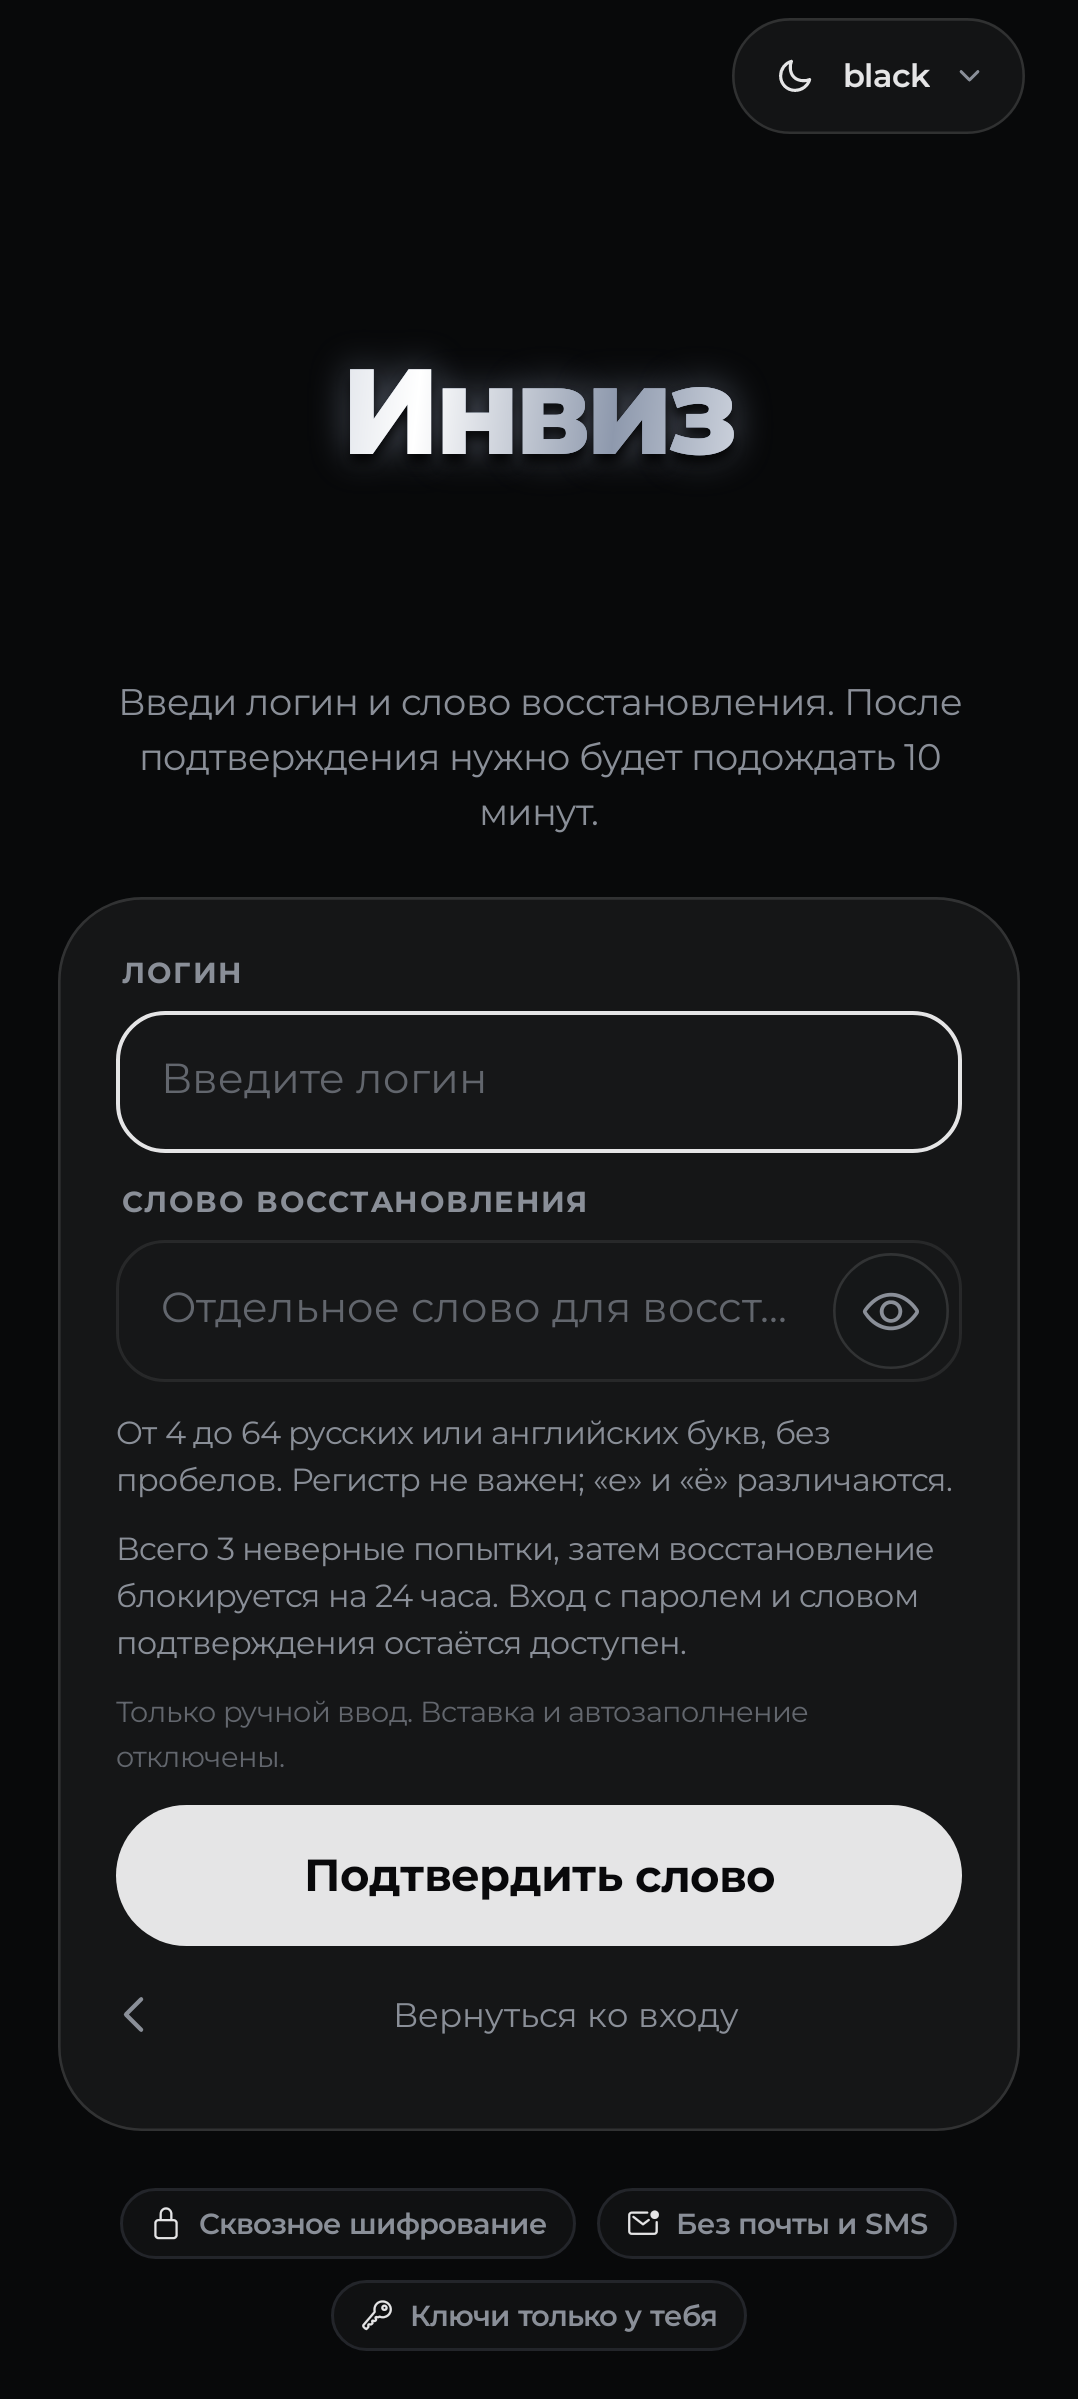 black
Инвиз
Введи логин и слово восстановления. После
подтверждения нужно будет подождать 10
минут.
ЛОГИН
Введите логин
СЛОВО ВОССТАНОВЛЕНИЯ
Отдельное слово для восст...
От 4 до 64 русских или английских букв, без
пробелов. Регистр не важен; «е» и «ё» различаются.
Всего 3 неверные попытки, затем восстановление
блокируется на 24 часа. Вход с паролем и словом
подтверждения остаётся доступен.
Только ручной ввод. Вставка и автозаполнение
отключены.
Подтвердить слово
Вернуться ко входу
Сквозное шифрование
Без почты и SMS
Ключи только у тебя